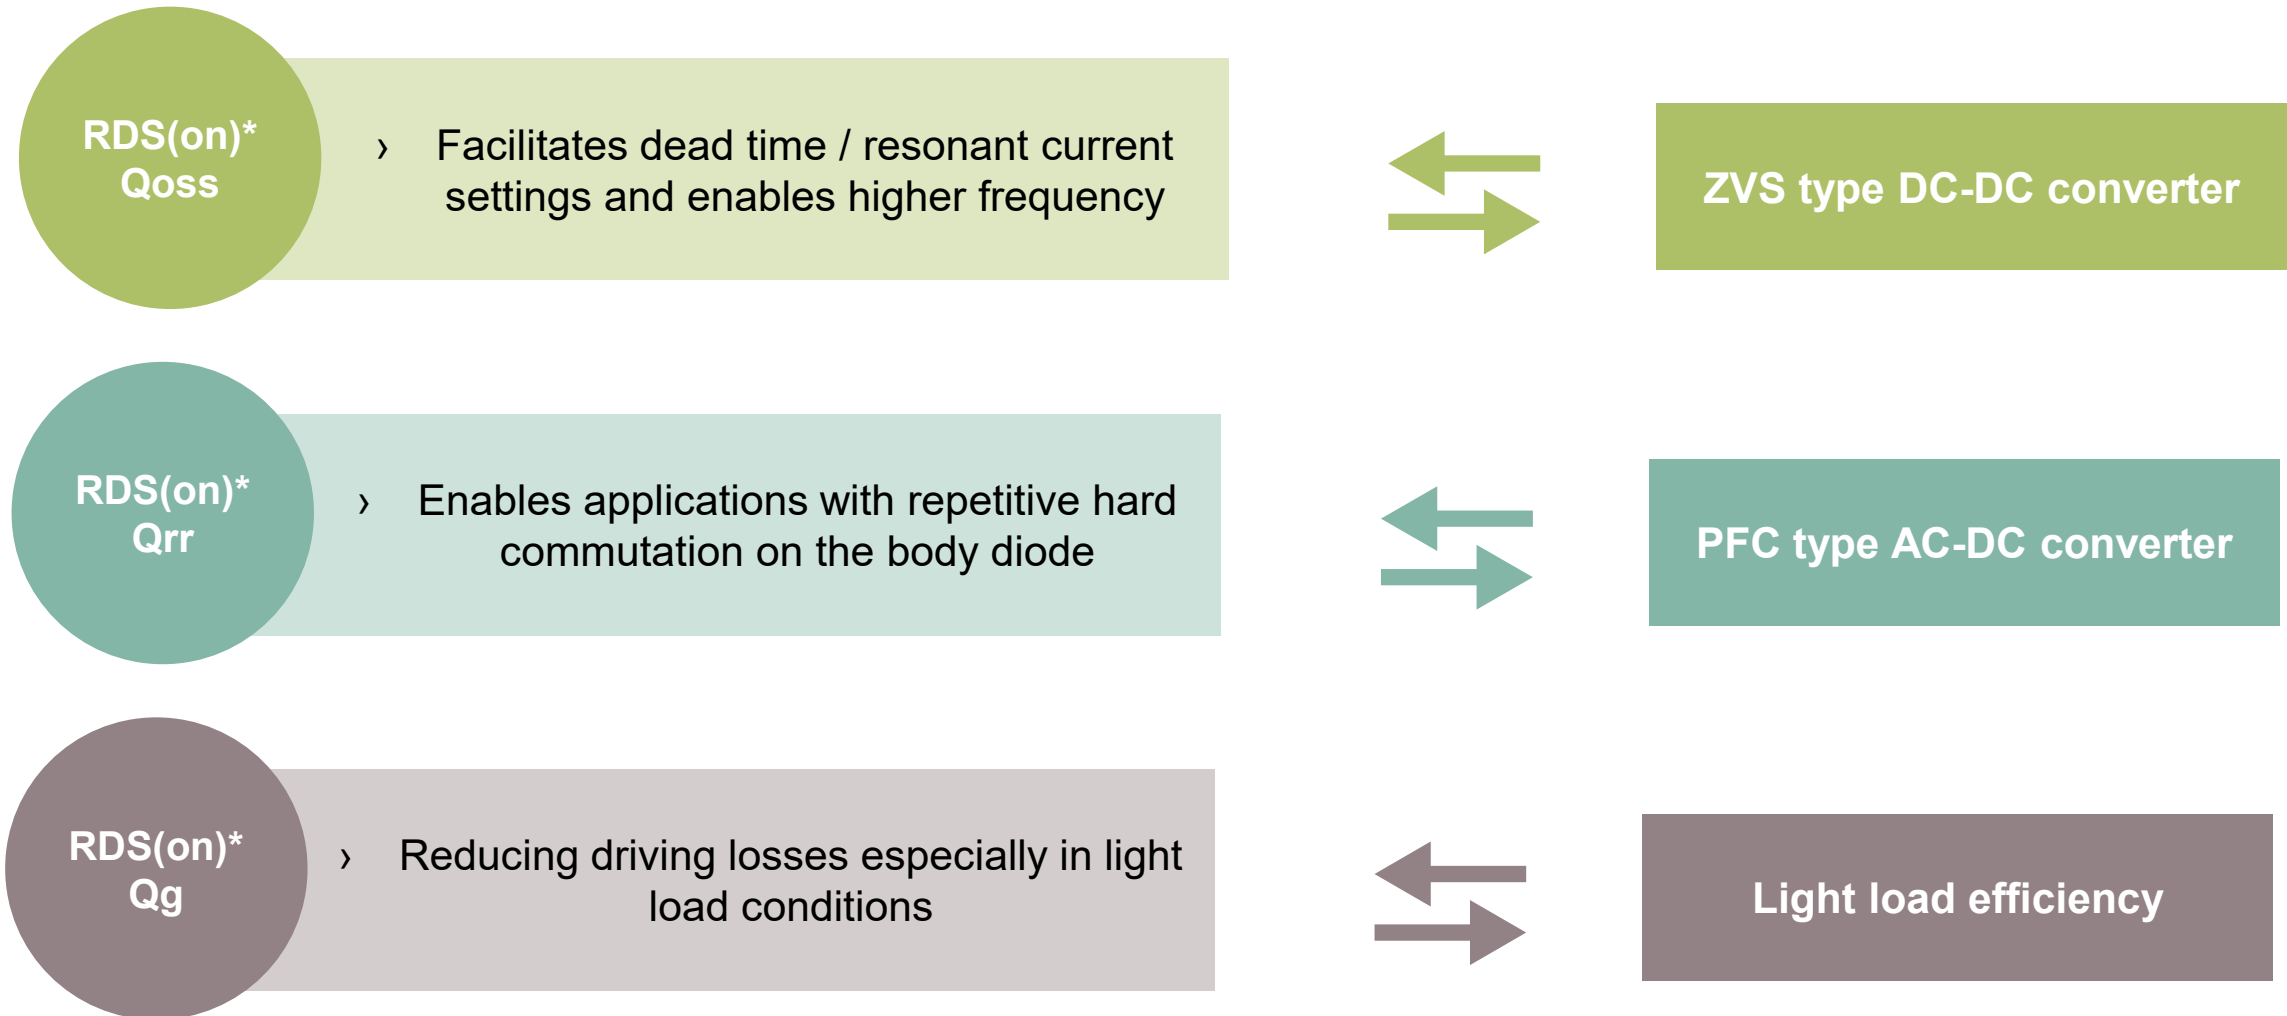 RDS(on)*
Qoss
› Facilitates dead time / resonant current
settings and enables higher frequency
ZVS type DC-DC converter
RDS(on)*
Qrr
› Enables applications with repetitive hard
commutation on the body diode
PFC type AC-DC converter
RDS(on)*
Qg
› Reducing driving losses especially in light
load conditions
Light load efficiency